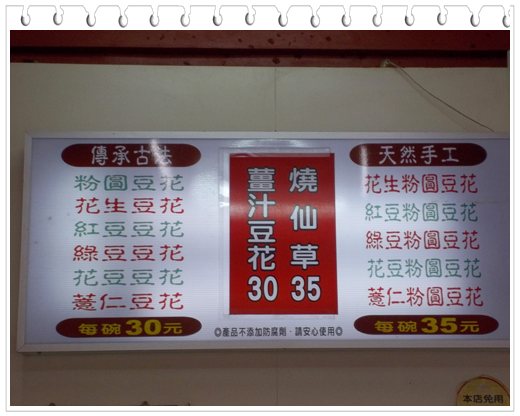 傳承古法
粉圓豆花
花生豆花
紅豆豆花
綠豆豆花
花豆豆花
薏仁豆花
每碗30元
燒仙草35
薑汁豆花30
◎產品不添加防腐劑、請安心使用◎
天然手工
花生粉圓豆花
紅豆粉圓豆花
綠豆粉圓豆花
花豆粉圓豆花
薏仁粉圓豆花
每碗35元
本店免用